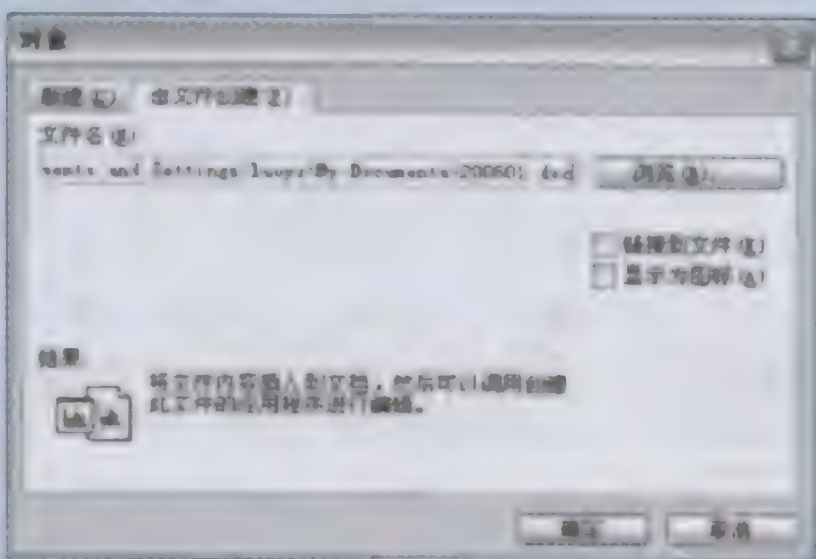 对象
新建(C) 由文件创建(F)
文件名(N)
and Settings Documents 浏览(B)...
链接到文件(K)
显示为图标(A)
结果
将文件内容插入到文档，然后可以调用创建
此文件的应用程序进行编辑。
确定 取消